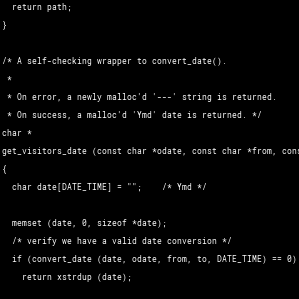 return path;
}
/* A self-checking wrapper to convert_date().
*
* On error, a newly malloc'd '---' string is returned.
* On success, a malloc'd 'Ymd' date is returned. */
char *
get_visitors_date (const char *odate, const char *from, cons
{
char date[DATE_TIME] = "";    /* Ymd */
memset (date, 0, sizeof *date);
/* verify we have a valid date conversion */
if (convert_date (date, odate, from, to, DATE_TIME) == 0)
return xstrdup (date);